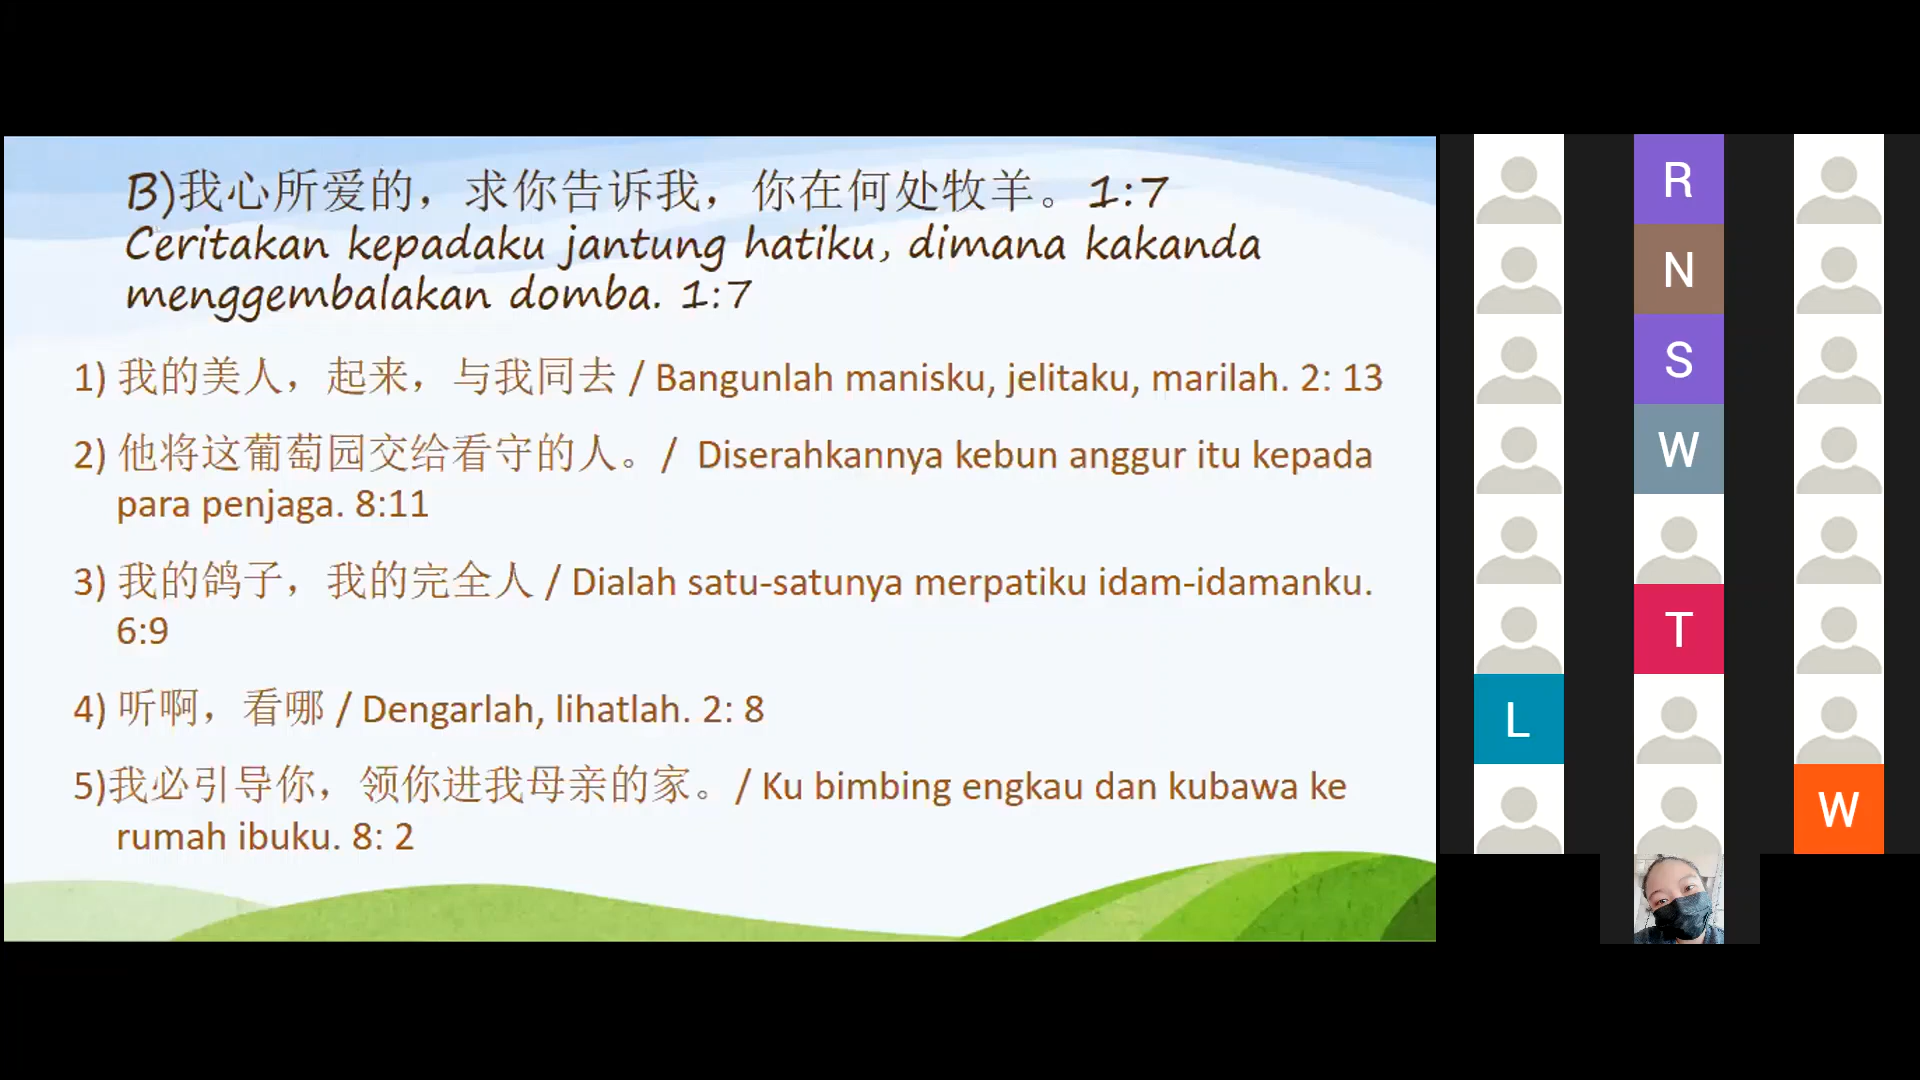 B)我心所爱的，求你告诉我，你在何处牧羊。1:7
Ceritakan kepadaku jantung hatiku, dimana kakanda
menggembalakan domba. 1:7
1) 我的美人，起来，与我同去 / Bangunlah manisku, jelitaku, marilah. 2: 13
2) 他将这葡萄园交给看守的人。/ Diserahkannya kebun anggur itu kepada
para penjaga. 8:11
3) 我的鸽子，我的完全人 / Dialah satu-satunya merpatiku idam-idamanku.
6:9
4) 听啊，看哪 / Dengarlah, lihatlah. 2: 8
5)我必引导你，领你进我母亲的家。/ Ku bimbing engkau dan kubawa ke
rumah ibuku. 8: 2
R
N
S
W
T
L
W